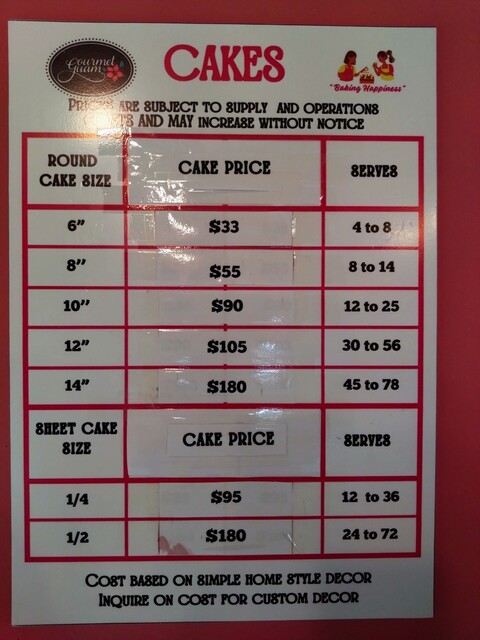 Gourmet
Guam
CAKES
"Baking Happiness"
PRICES ARE SUBJECT TO SUPPLY AND OPERATIONS
AND MAY INCREASE WITHOUT NOTICE
ROUND
CAKE SIZE
CAKE PRICE
SERVES
6" $33 4 to 8
8" $55 8 to 14
10" $90 12 to 25
12" $105 30 to 56
14" $180 45 to 78
SHEET CAKE
SIZE
CAKE PRICE
SERVES
1/4 $95 12 to 36
1/2 $180 24 to 72
COST BASED ON SIMPLE HOME STYLE DECOR
INQUIRE ON COST FOR CUSTOM DECOR